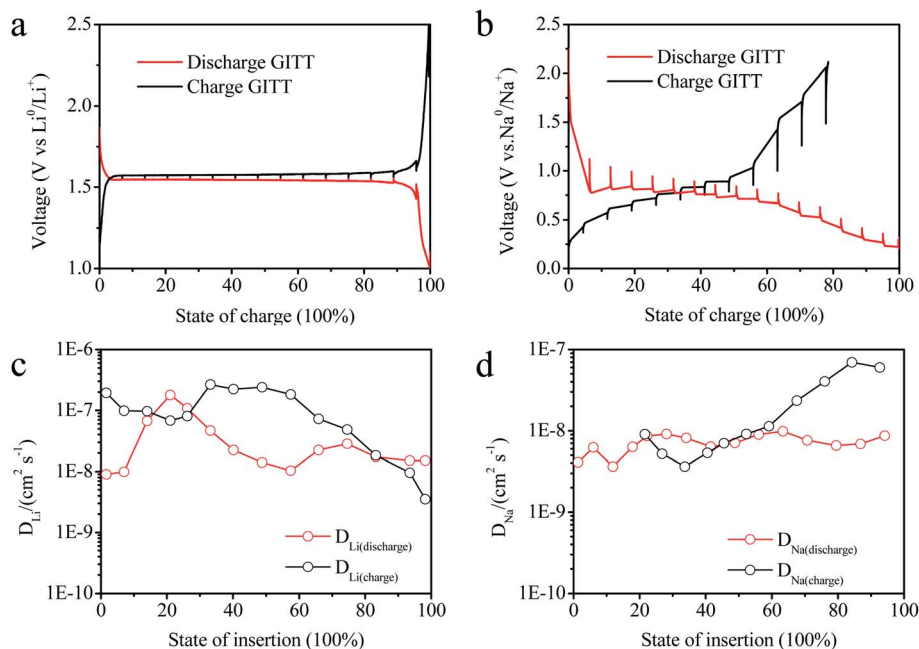 a
2.5
2.0
1.5
1.0
Voltage (V vs Li⁰/Li⁺)
Discharge GITT
Charge GITT
0 20 40 60 80 100
State of charge (100%)
b
2.5
2.0
1.5
1.0
0.5
0.0
Voltage (V vs.Na⁰/Na⁺)
Discharge GITT
Charge GITT
0 20 40 60 80 100
State of charge (100%)
c
1E-6
1E-7
1E-8
1E-9
1E-10
D_Li/(cm² s⁻¹)
D_Li(discharge)
D_Li(charge)
0 20 40 60 80 100
State of insertion (100%)
d
1E-7
1E-8
1E-9
1E-10
D_Na/(cm² s⁻¹)
D_Na(discharge)
D_Na(charge)
0 20 40 60 80 100
State of insertion (100%)